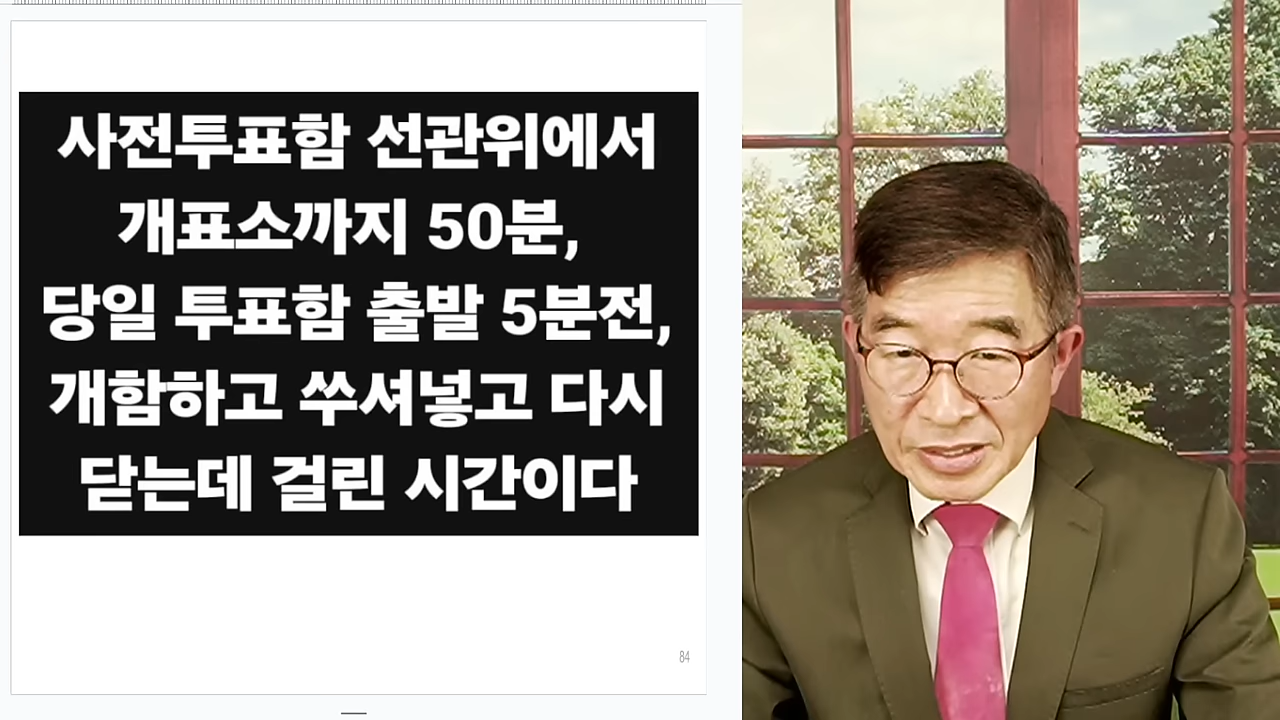 사전투표함 선관위에서
개표소까지 50분,
당일 투표함 출발 5분전,
개함하고 쑤셔넣고 다시
닫는데 걸린 시간이다
84